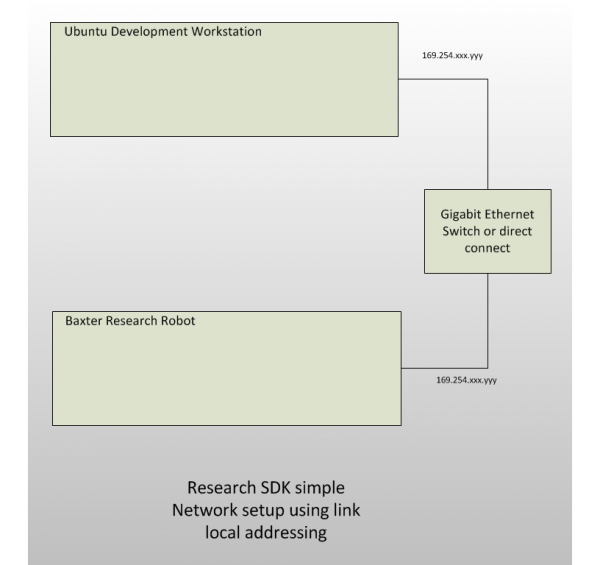 Ubuntu Development Workstation
169.254.xxx.yyy
Gigabit Ethernet
Switch or direct
connect
Baxter Research Robot
169.254.xxx.yyy
Research SDK simple
Network setup using link
local addressing